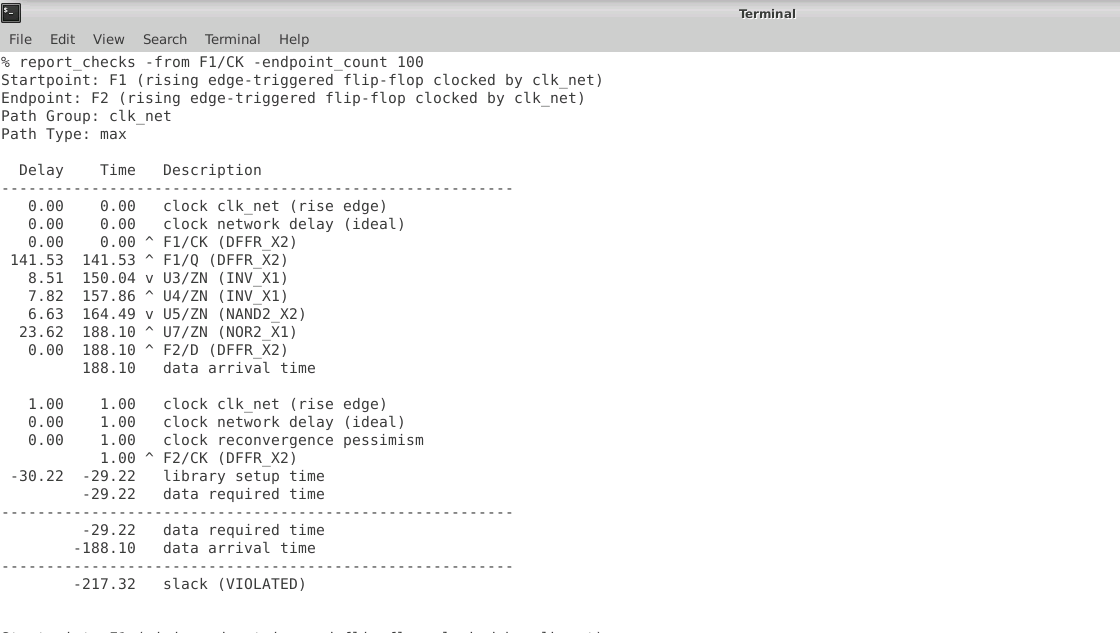 Terminal
File Edit View Search Terminal Help
% report_checks -from F1/CK -endpoint_count 100
Startpoint: F1 (rising edge-triggered flip-flop clocked by clk_net)
Endpoint: F2 (rising edge-triggered flip-flop clocked by clk_net)
Path Group: clk_net
Path Type: max
  Delay    Time   Description
---------------------------------------------------------
   0.00    0.00   clock clk_net (rise edge)
   0.00    0.00   clock network delay (ideal)
   0.00    0.00 ^ F1/CK (DFFR_X2)
 141.53  141.53 ^ F1/Q (DFFR_X2)
   8.51  150.04 v U3/ZN (INV_X1)
   7.82  157.86 ^ U4/ZN (INV_X1)
   6.63  164.49 v U5/ZN (NAND2_X2)
  23.62  188.10 ^ U7/ZN (NOR2_X1)
   0.00  188.10 ^ F2/D (DFFR_X2)
         188.10   data arrival time
   1.00    1.00   clock clk_net (rise edge)
   0.00    1.00   clock network delay (ideal)
   0.00    1.00   clock reconvergence pessimism
           1.00 ^ F2/CK (DFFR_X2)
 -30.22  -29.22   library setup time
         -29.22   data required time
---------------------------------------------------------
         -29.22   data required time
        -188.10   data arrival time
---------------------------------------------------------
        -217.32   slack (VIOLATED)